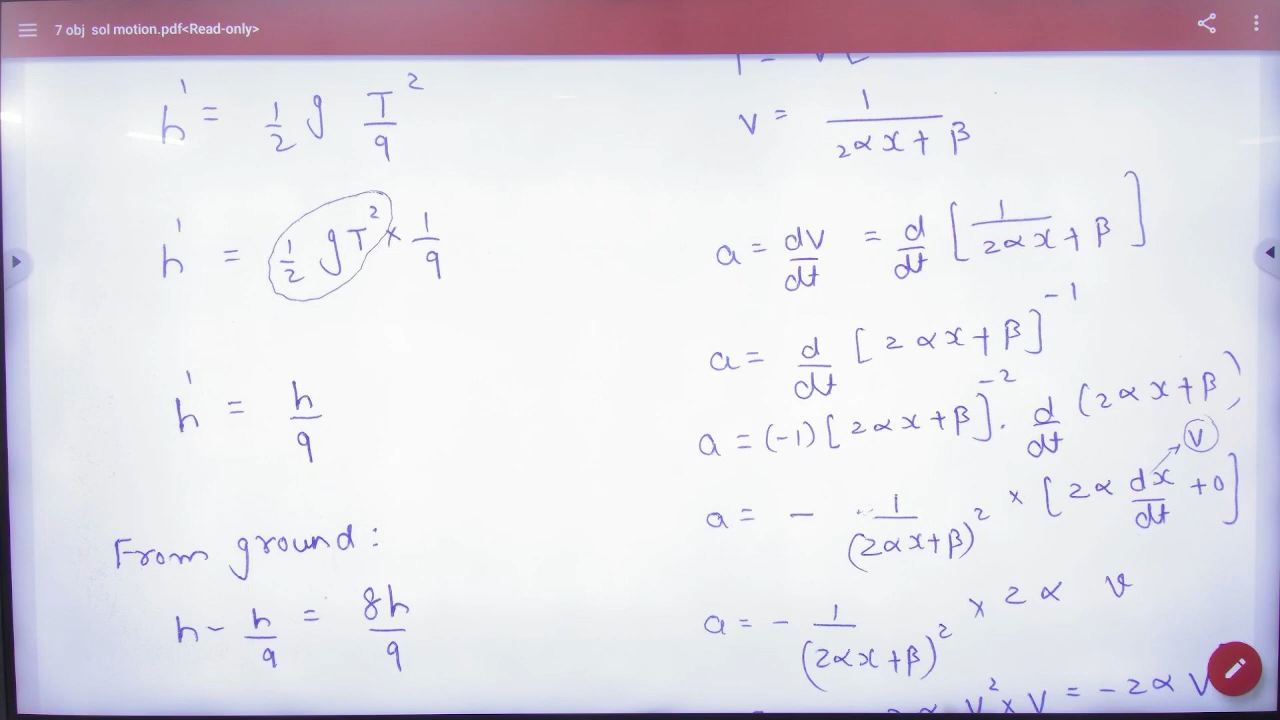 7 obj sol motion.pdf<Read-only>
h' = 1/2 g T²/9
h' = 1/2 gT² × 1/9
h' = h/9
From ground:
h - h/9 = 8h/9
v = 1/(2αx + β)
a = dv/dt = d/dt [1/(2αx + β)]
a = d/dt [2αx + β]⁻¹
a = (-1)[2αx + β]⁻² · d/dt (2αx + β)
v
a = - 1/(2αx+β)² × [2α dx/dt + 0]
a = - 1/(2αx+β)² × 2α v
v² × v = -2αv